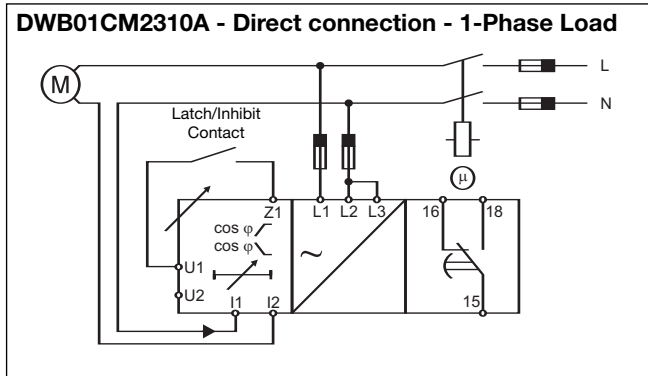 DWB01CM2310A - Direct connection - 1-Phase Load
M
L
N
Latch/Inhibit
Contact
μ
Z1
L1
L2
L3
16
18
cos φ
cos φ
~
U1
U2
I1
I2
15